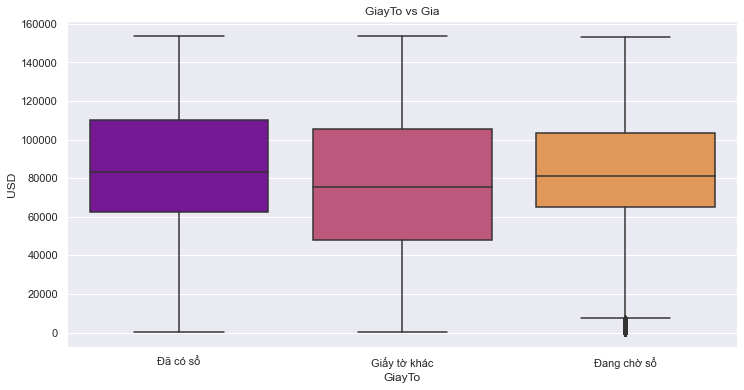 GiayTo vs Gia
160000
140000
120000
100000
80000
60000
40000
20000
0
USD
Đã có sổ
Giấy tờ khác
Đang chờ sổ
GiayTo